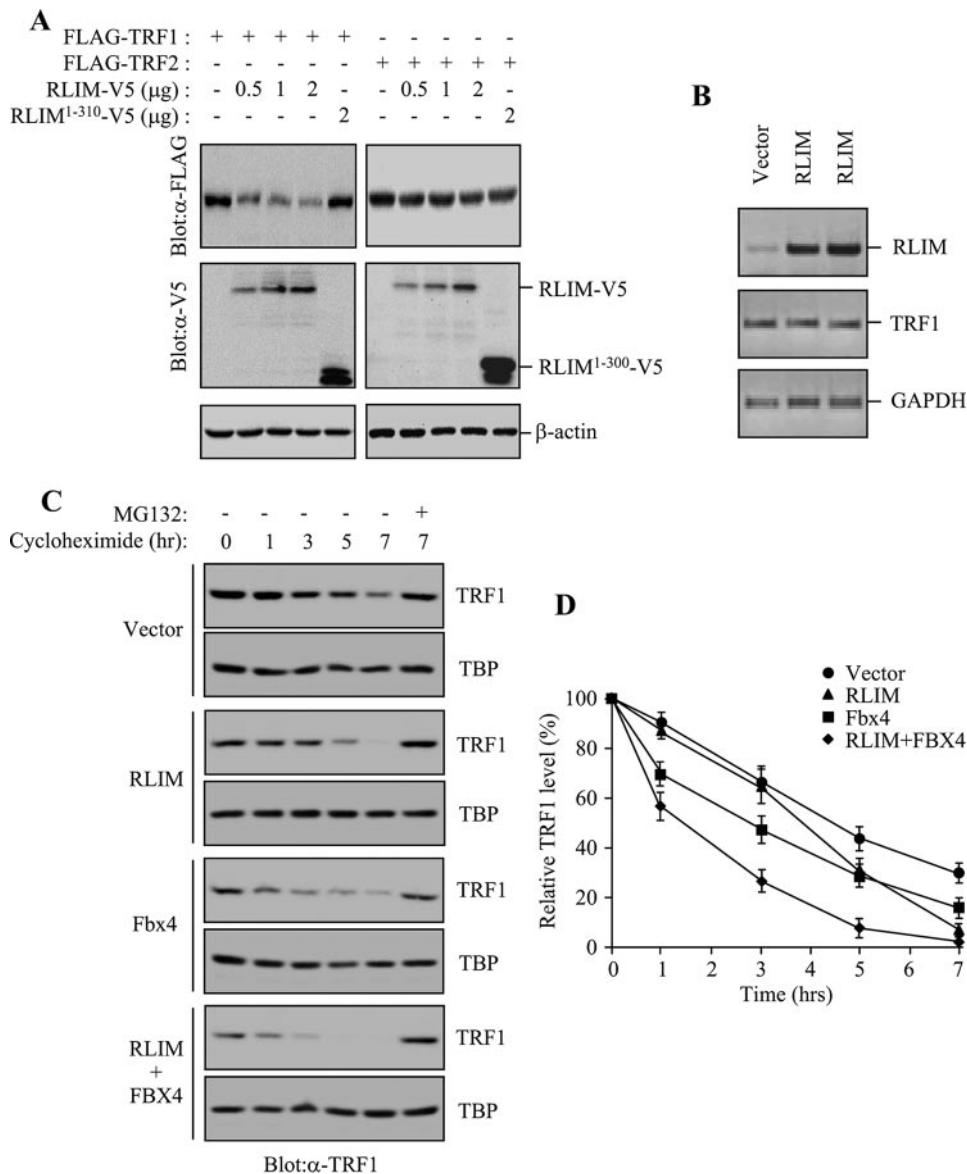 A
FLAG-TRF1 : + + + + + - - - - -
FLAG-TRF2 : - - - - - + + + + +
RLIM-V5 (μg) : - 0.5 1 2 - - 0.5 1 2 -
RLIM1-310-V5 (μg) : - - - - 2 - - - - 2
Blot:α-FLAG
Blot:α-V5
RLIM-V5
RLIM1-300-V5
β-actin
B
Vector
RLIM
RLIM
RLIM
TRF1
GAPDH
C
MG132: - - - - - +
Cycloheximide (hr): 0 1 3 5 7 7
Vector
TRF1
TBP
RLIM
TRF1
TBP
Fbx4
TRF1
TBP
RLIM
+
FBX4
TRF1
TBP
Blot:α-TRF1
D
Vector
RLIM
Fbx4
RLIM+FBX4
Relative TRF1 level (%)
100
80
60
40
20
0
0 1 2 3 4 5 6 7
Time (hrs)